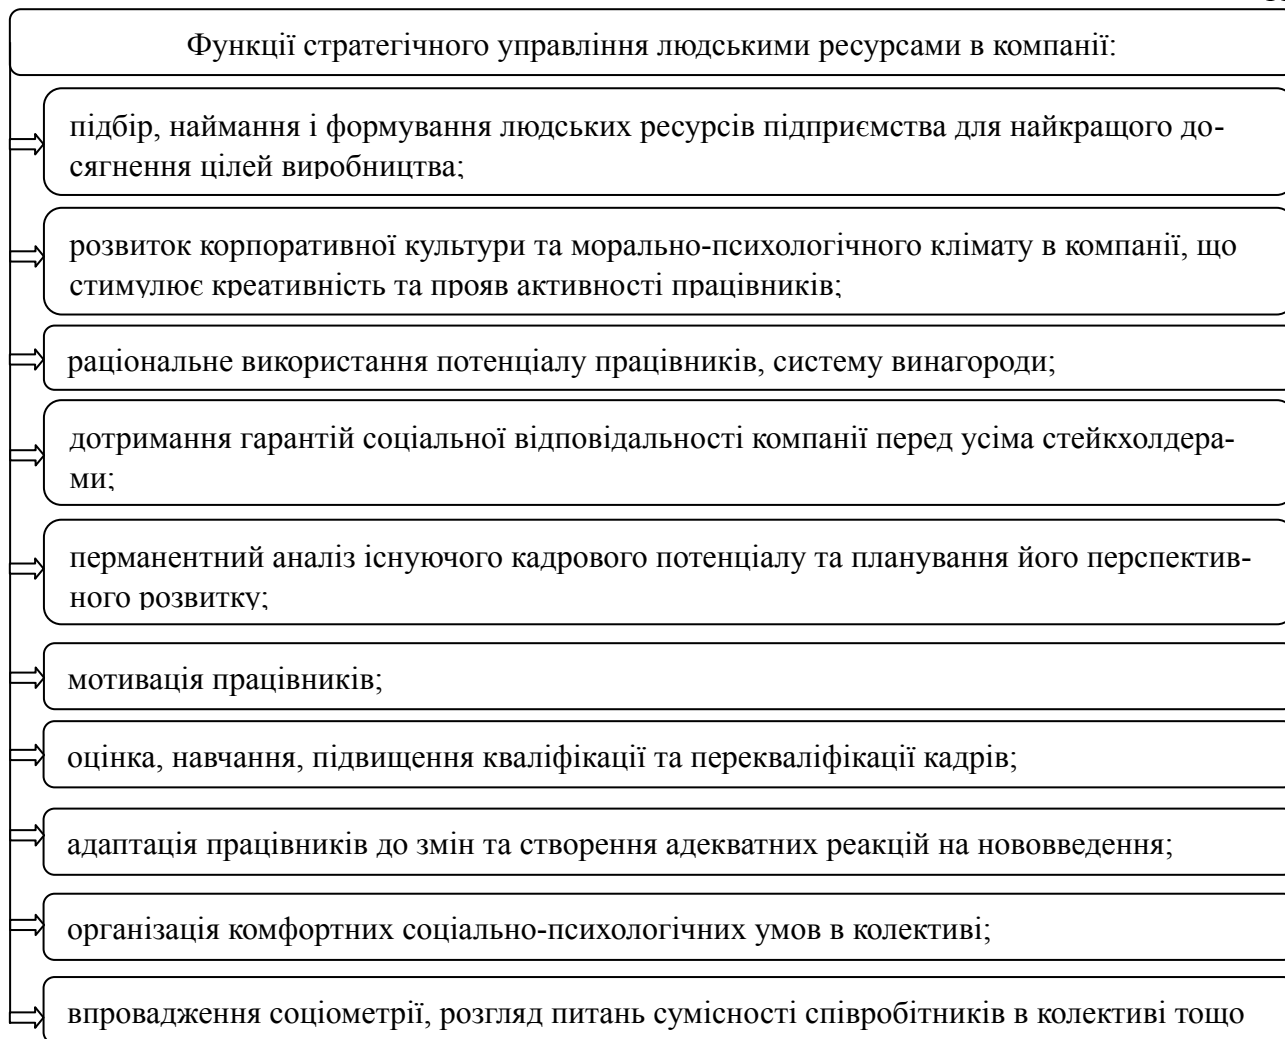 Функції стратегічного управління людськими ресурсами в компанії:
підбір, наймання і формування людських ресурсів підприємства для найкращого до-
сягнення цілей виробництва;
розвиток корпоративної культури та морально-психологічного клімату в компанії, що
стимулює креативність та прояв активності працівників;
раціональне використання потенціалу працівників, систему винагороди;
дотримання гарантій соціальної відповідальності компанії перед усіма стейкхолдера-
ми;
перманентний аналіз існуючого кадрового потенціалу та планування його перспектив-
ного розвитку;
мотивація працівників;
оцінка, навчання, підвищення кваліфікації та перекваліфікації кадрів;
адаптація працівників до змін та створення адекватних реакцій на нововведення;
організація комфортних соціально-психологічних умов в колективі;
впровадження соціометрії, розгляд питань сумісності співробітників в колективі тощо